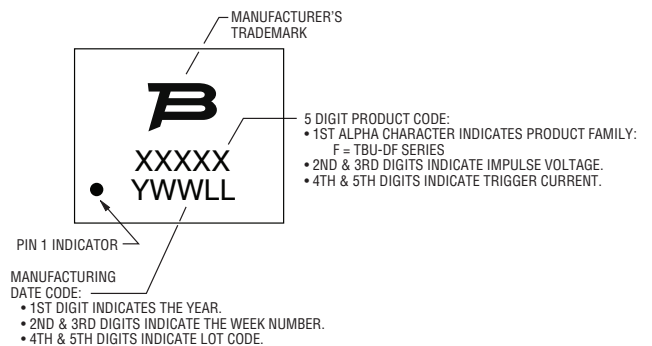 MANUFACTURER'S
TRADEMARK
5 DIGIT PRODUCT CODE:
• 1ST ALPHA CHARACTER INDICATES PRODUCT FAMILY:
F = TBU-DF SERIES
• 2ND & 3RD DIGITS INDICATE IMPULSE VOLTAGE.
• 4TH & 5TH DIGITS INDICATE TRIGGER CURRENT.
XXXXX
YWWLL
PIN 1 INDICATOR
MANUFACTURING
DATE CODE:
• 1ST DIGIT INDICATES THE YEAR.
• 2ND & 3RD DIGITS INDICATE THE WEEK NUMBER.
• 4TH & 5TH DIGITS INDICATE LOT CODE.